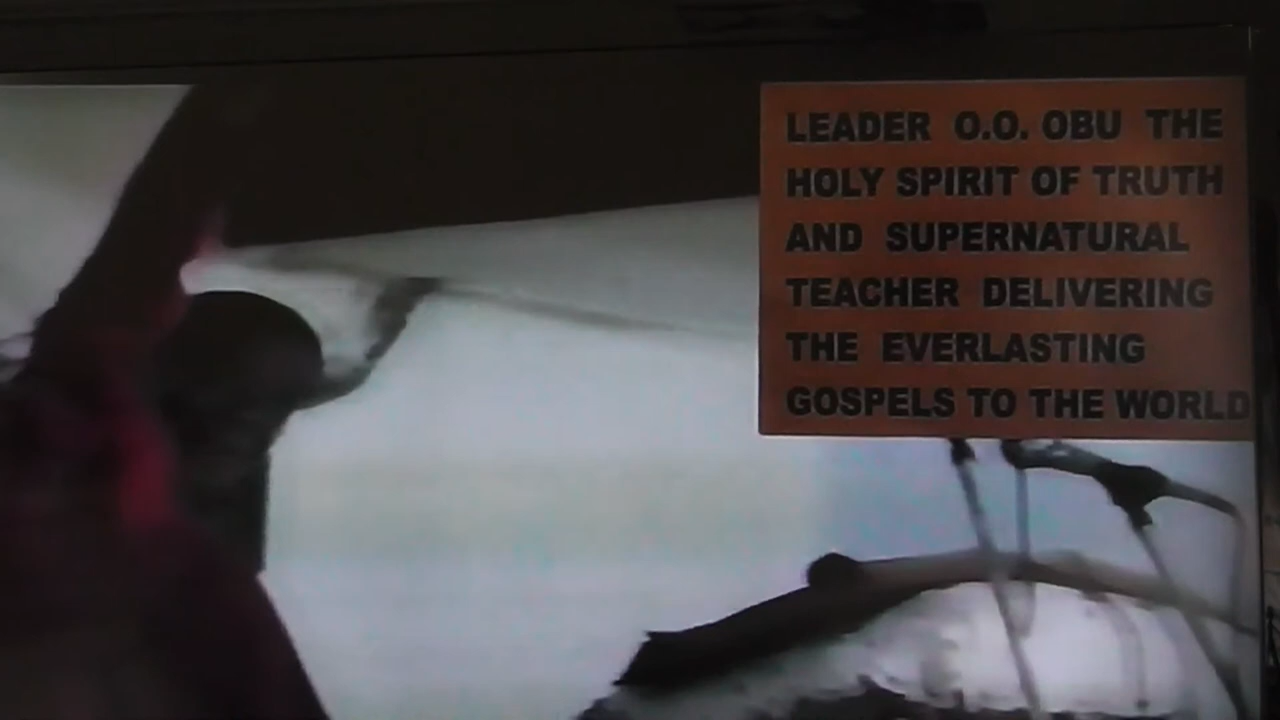 LEADER O.O. OBU THE
HOLY SPIRIT OF TRUTH
AND SUPERNATURAL
TEACHER DELIVERING
THE EVERLASTING
GOSPELS TO THE WORLD